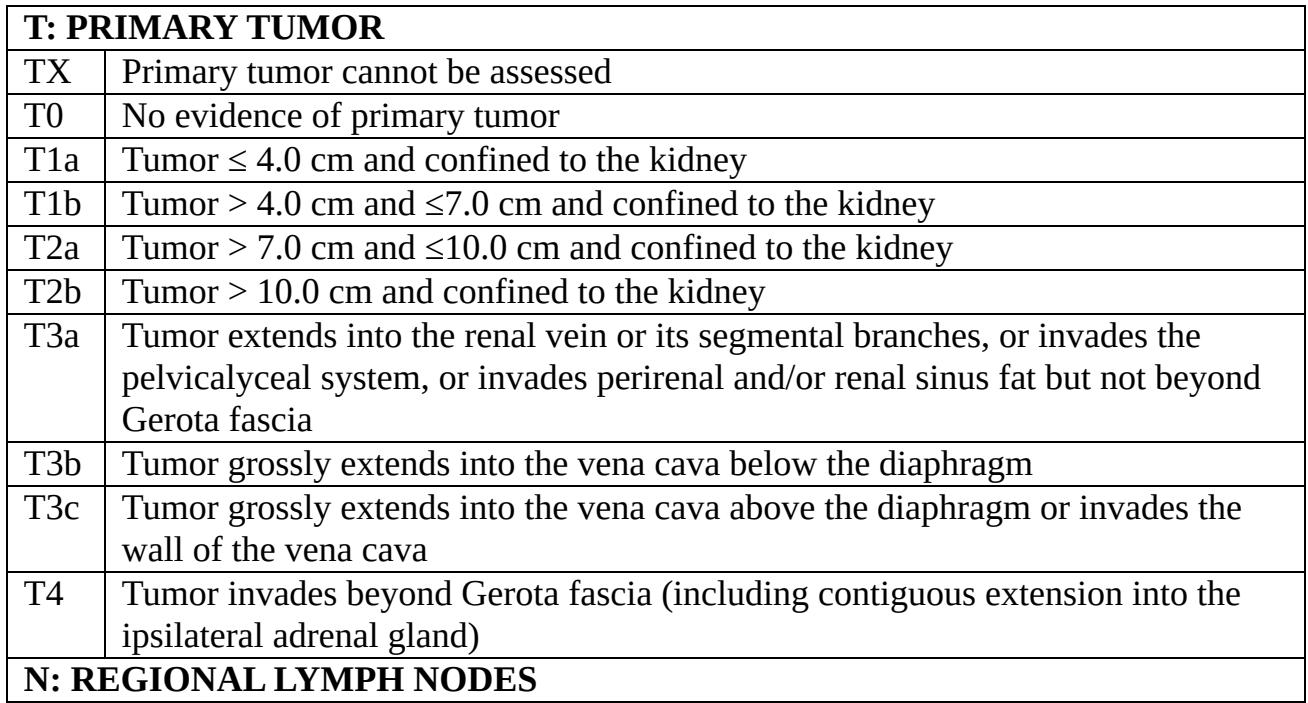 T: PRIMARY TUMOR
TX Primary tumor cannot be assessed
T0 No evidence of primary tumor
T1a Tumor ≤ 4.0 cm and confined to the kidney
T1b Tumor > 4.0 cm and ≤7.0 cm and confined to the kidney
T2a Tumor > 7.0 cm and ≤10.0 cm and confined to the kidney
T2b Tumor > 10.0 cm and confined to the kidney
T3a Tumor extends into the renal vein or its segmental branches, or invades the
pelvicalyceal system, or invades perirenal and/or renal sinus fat but not beyond
Gerota fascia
T3b Tumor grossly extends into the vena cava below the diaphragm
T3c Tumor grossly extends into the vena cava above the diaphragm or invades the
wall of the vena cava
T4 Tumor invades beyond Gerota fascia (including contiguous extension into the
ipsilateral adrenal gland)
N: REGIONAL LYMPH NODES